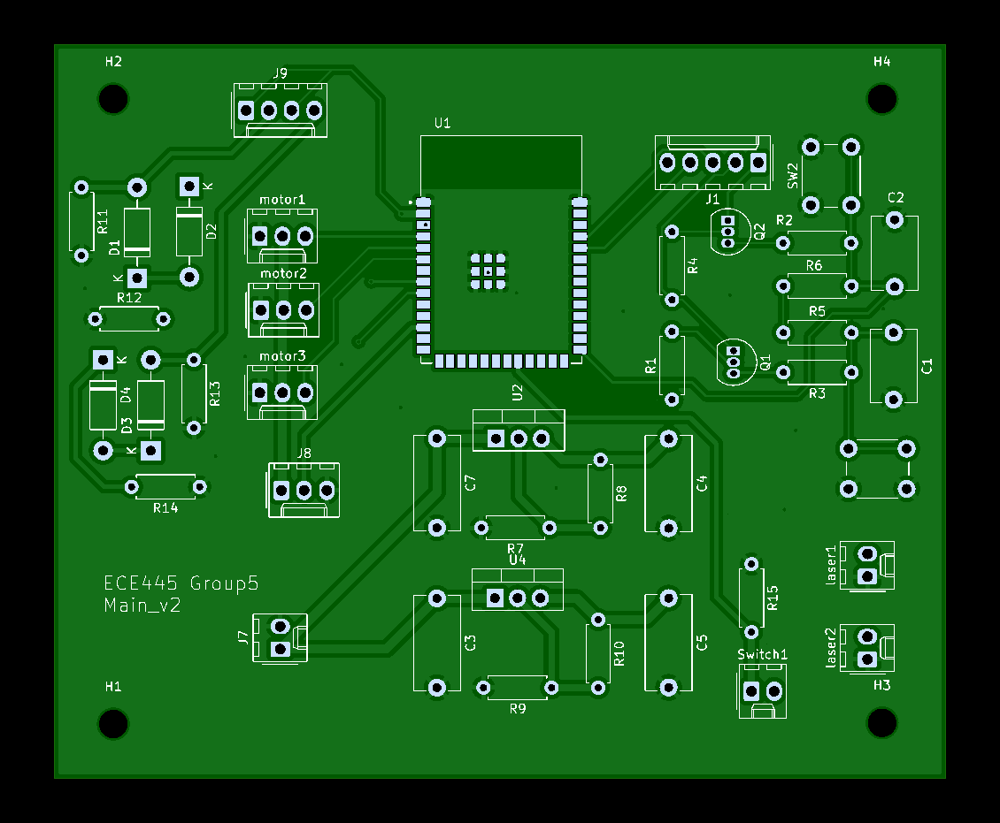 H2
H4
J9
U1
SW2
C2
J1
R2
Q2
motor1
R11
D1
K
D2
K
R4
R6
motor2
R12
R5
motor3
K
D4
D3
K
R13
R1
Q1
R3
C1
U2
J8
R14
C7
R8
C4
R7
U4
laser1
ECE445 Group5
Main_v2
R15
J7
C3
R10
C5
laser2
Switch1
H1
R9
H3